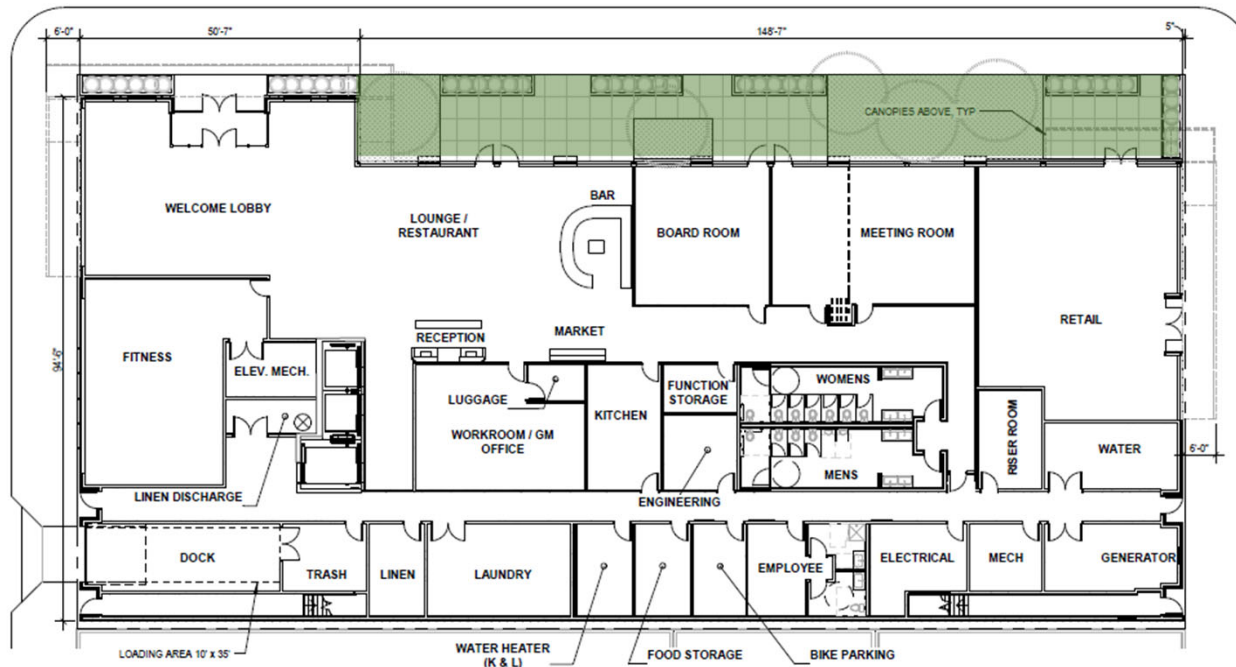 6'-0"
50'-7"
148'-7"
5"
CANOPIES ABOVE, TYP
WELCOME LOBBY
LOUNGE /
RESTAURANT
BAR
BOARD ROOM
MEETING ROOM
RETAIL
94'-6"
FITNESS
ELEV. MECH.
RECEPTION
MARKET
LUGGAGE
WORKROOM / GM
OFFICE
KITCHEN
FUNCTION
STORAGE
WOMENS
MENS
RISER ROOM
WATER
6'-0"
LINEN DISCHARGE
ENGINEERING
DOCK
TRASH
LINEN
LAUNDRY
EMPLOYEE
ELECTRICAL
MECH
GENERATOR
LOADING AREA 10' x 35'
WATER HEATER
(K & L)
FOOD STORAGE
BIKE PARKING